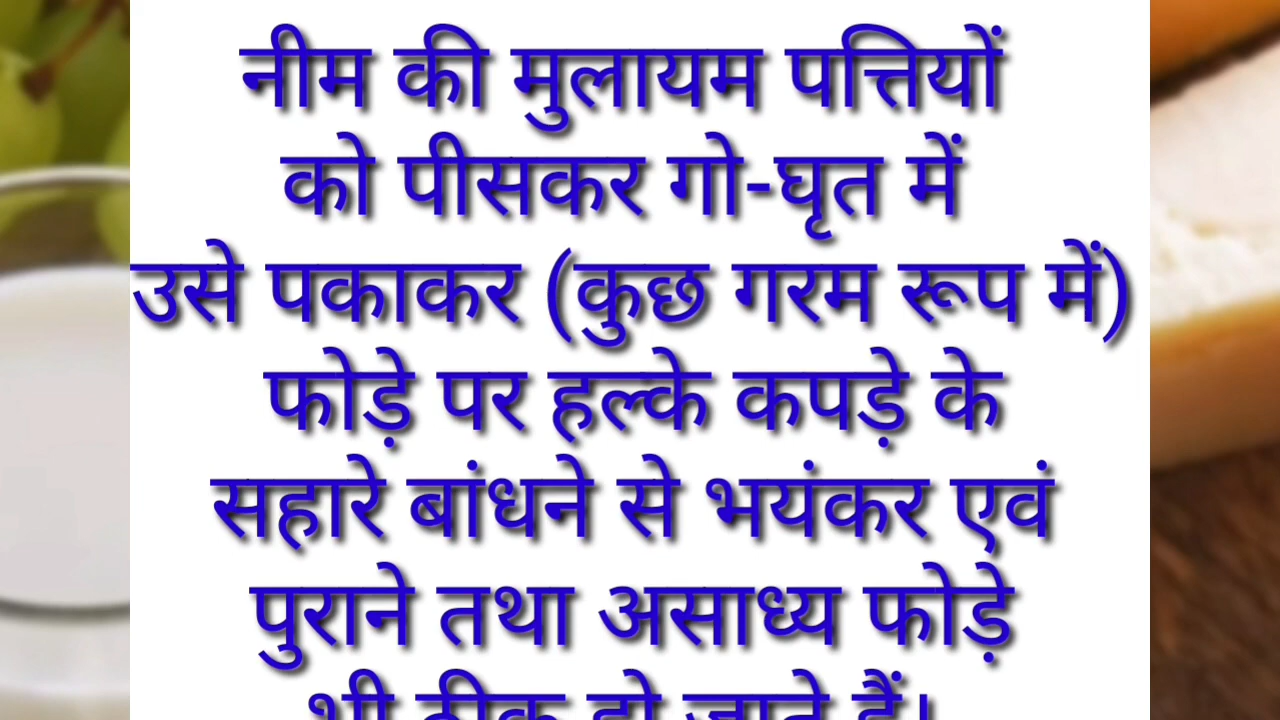 नीम की मुलायम पत्तियों
को पीसकर गो-घृत में
उसे पकाकर (कुछ गरम रूप में)
फोड़े पर हल्के कपड़े के
सहारे बांधने से भयंकर एवं
पुराने तथा असाध्य फोड़े
भी ठीक हो जाते हैं।